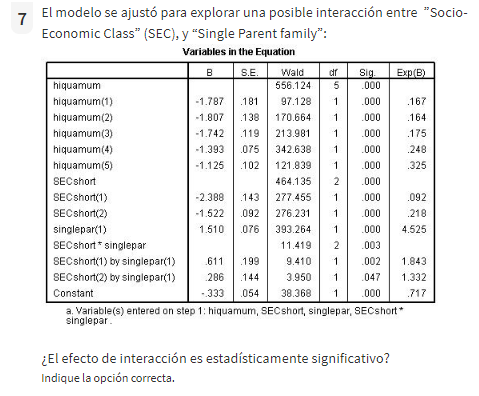 7
El modelo se ajustó para explorar una posible interacción entre ”Socio-
Economic Class” (SEC), y “Single Parent family”:
Variables in the Equation
B S.E. Wald df Sig. Exp(B)
hiquamum 556.124 5 .000
hiquamum(1) -1.787 .181 97.128 1 .000 .167
hiquamum(2) -1.807 .138 170.664 1 .000 .164
hiquamum(3) -1.742 .119 213.981 1 .000 .175
hiquamum(4) -1.393 .075 342.638 1 .000 .248
hiquamum(5) -1.125 .102 121.839 1 .000 .325
SECshort 464.135 2 .000
SECshort(1) -2.388 .143 277.455 1 .000 .092
SECshort(2) -1.522 .092 276.231 1 .000 .218
singlepar(1) 1.510 .076 393.264 1 .000 4.525
SECshort * singlepar 11.419 2 .003
SECshort(1) by singlepar(1) .611 .199 9.410 1 .002 1.843
SECshort(2) by singlepar(1) .286 .144 3.950 1 .047 1.332
Constant -.333 .054 38.368 1 .000 .717
a. Variable(s) entered on step 1: hiquamum, SECshort, singlepar, SECshort *
singlepar .
¿El efecto de interacción es estadísticamente significativo?
Indique la opción correcta.